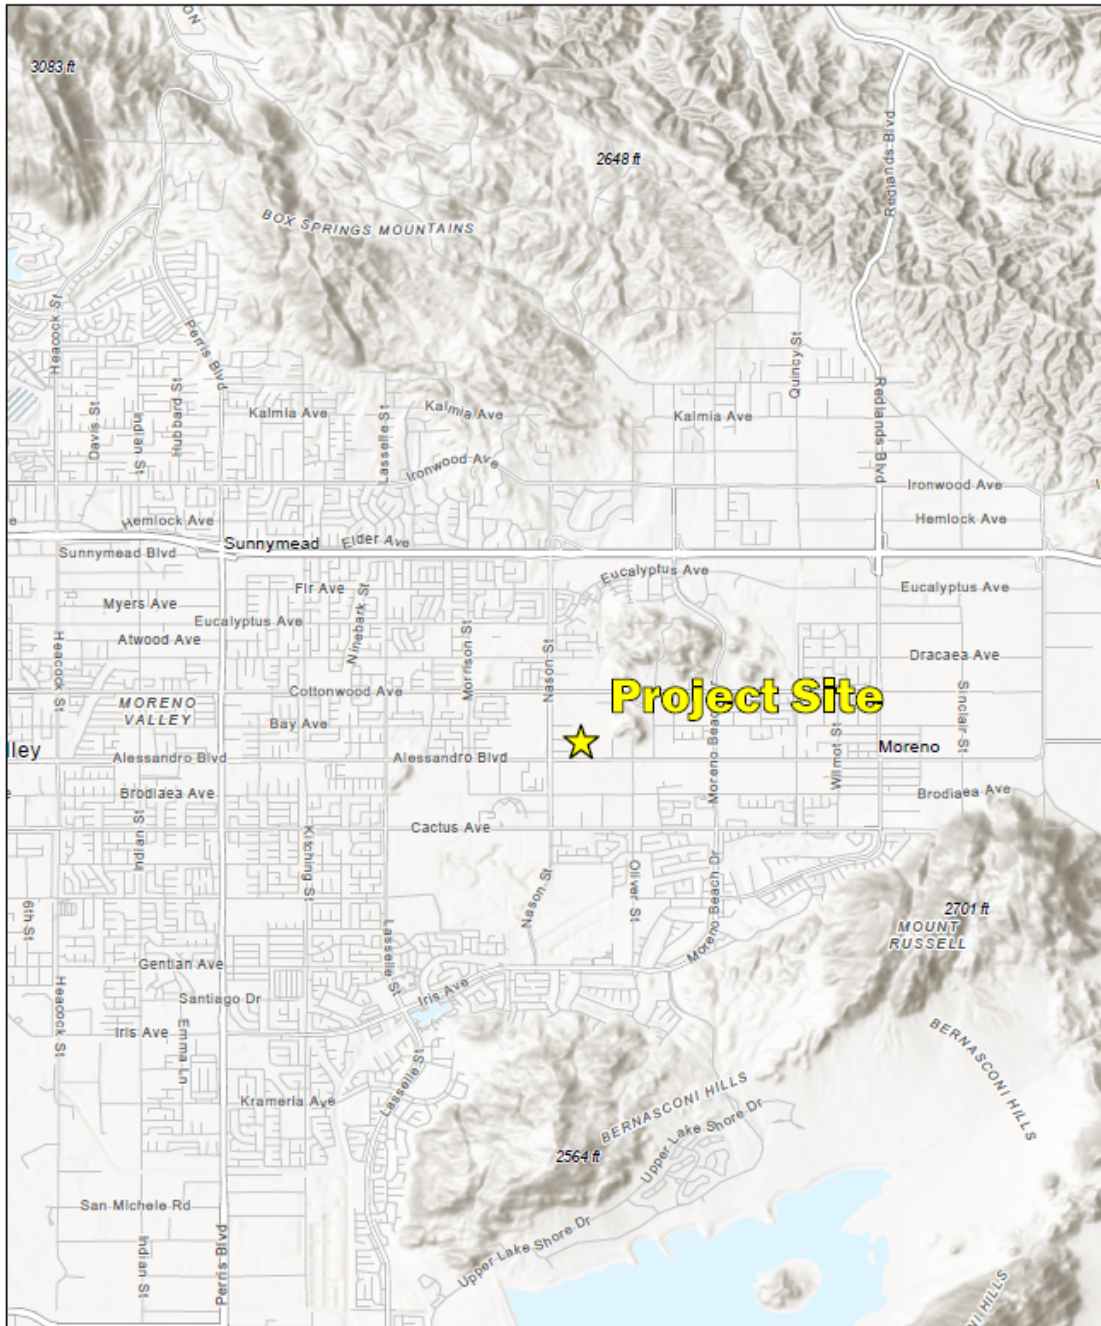 ON
3083 ft
2648 ft
Redlands Blvd
BOX SPRINGS MOUNTAINS
Heacock St
Perris Blvd
Quincy St
Davis St
Indian St
Hubbard St
Kalmia Ave
Lasselle St
Kalmia Ave
Kalmia Ave
Redlands Blvd
Ironwood Ave
Ironwood Ave
Hemlock Ave
Hemlock Ave
Sunnymead
Elder Ave
Sunnymead Blvd
Fir Ave
Eucalyptus Ave
Eucalyptus Ave
Myers Ave
Eucalyptus Ave
Atwood Ave
Ninebark St
Morrison St
Nason St
Heacock St
Dracaea Ave
Cottonwood Ave
Project Site
Sinclair St
MORENO
VALLEY
Bay Ave
Moreno Beach
Wilmot St
lley
Alessandro Blvd
Alessandro Blvd
Moreno
Brodiaea Ave
Brodiaea Ave
Indian St
Kitching St
Cactus Ave
Nason St
Oliver St
Moreno Beach Dr
6th St
2701 ft
MOUNT
RUSSELL
Gentian Ave
Lasselle St
Heacock St
Santiago Dr
Iris Ave
Iris Ave
Emma Ln
BERNASCONI HILLS
Lasselle St
Krameria Ave
BERNASCONI HILLS
Upper Lake Shore Dr
2564 ft
San Michele Rd
Indian St
Perris Blvd
Upper Lake Shore Dr
HILLS